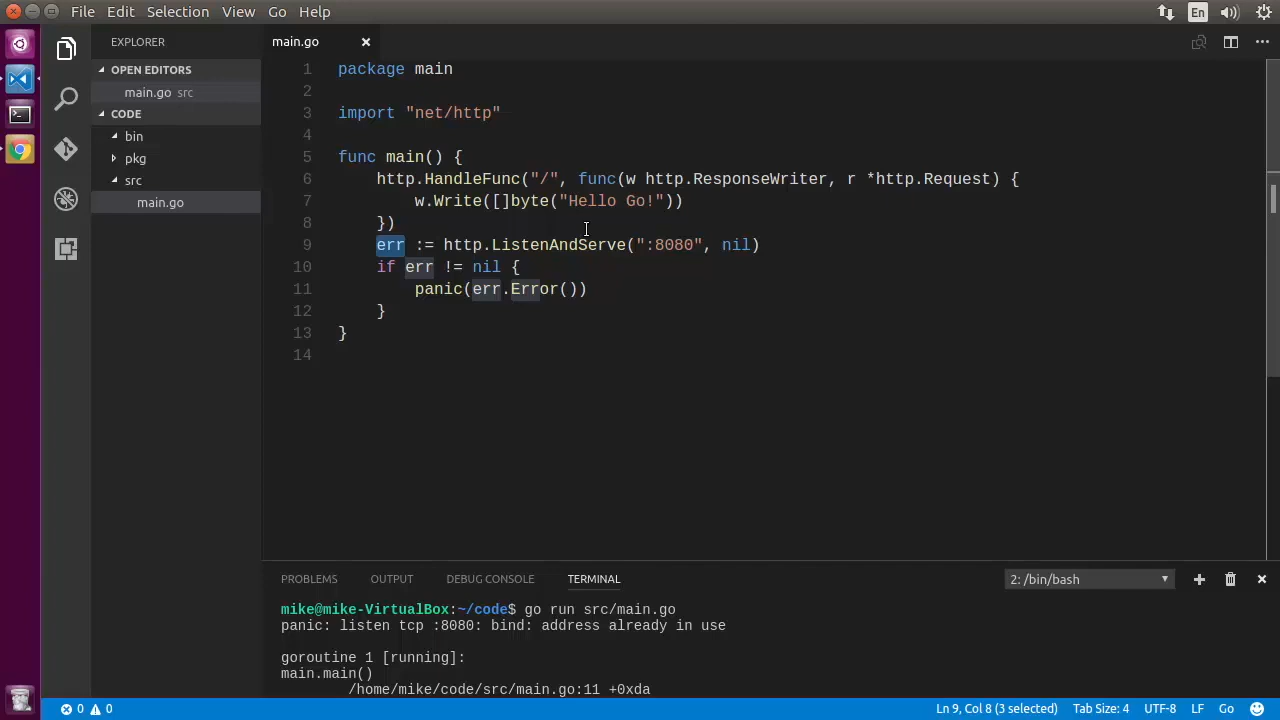 File Edit Selection View Go Help
En
EXPLORER
OPEN EDITORS
main.go src
CODE
bin
pkg
src
main.go
main.go
1 package main
2
3 import "net/http"
4
5 func main() {
6 http.HandleFunc("/", func(w http.ResponseWriter, r *http.Request) {
7 w.Write([]byte("Hello Go!"))
8 })
9 err := http.ListenAndServe(":8080", nil)
10 if err != nil {
11 panic(err.Error())
12 }
13 }
14
PROBLEMS OUTPUT DEBUG CONSOLE TERMINAL 2: /bin/bash
mike@mike-VirtualBox:~/code$ go run src/main.go
panic: listen tcp :8080: bind: address already in use
goroutine 1 [running]:
main.main()
/home/mike/code/src/main.go:11 +0xda
0 0 Ln 9, Col 8 (3 selected) Tab Size: 4 UTF-8 LF Go